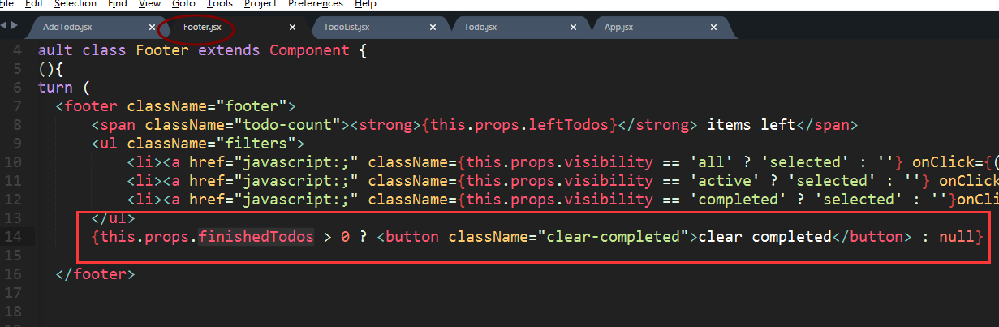 File Edit Selection Find View Goto Tools Project Preferences Help
AddTodo.jsx × Footer.jsx × TodoList.jsx × Todo.jsx × App.jsx ×
4 ault class Footer extends Component {
5 (){
6 turn (
7 <footer className="footer">
8 <span className="todo-count"><strong>{this.props.leftTodos}</strong> items left</span>
9 <ul className="filters">
10 <li><a href="javascript:;" className={this.props.visibility == 'all' ? 'selected' : ''} onClick={(
11 <li><a href="javascript:;" className={this.props.visibility == 'active' ? 'selected' : ''} onClick
12 <li><a href="javascript:;" className={this.props.visibility == 'completed' ? 'selected' : ''}onCli
13 </ul>
14 {this.props.finishedTodos > 0 ? <button className="clear-completed">clear completed</button> : null}
15
16 </footer>
17
18